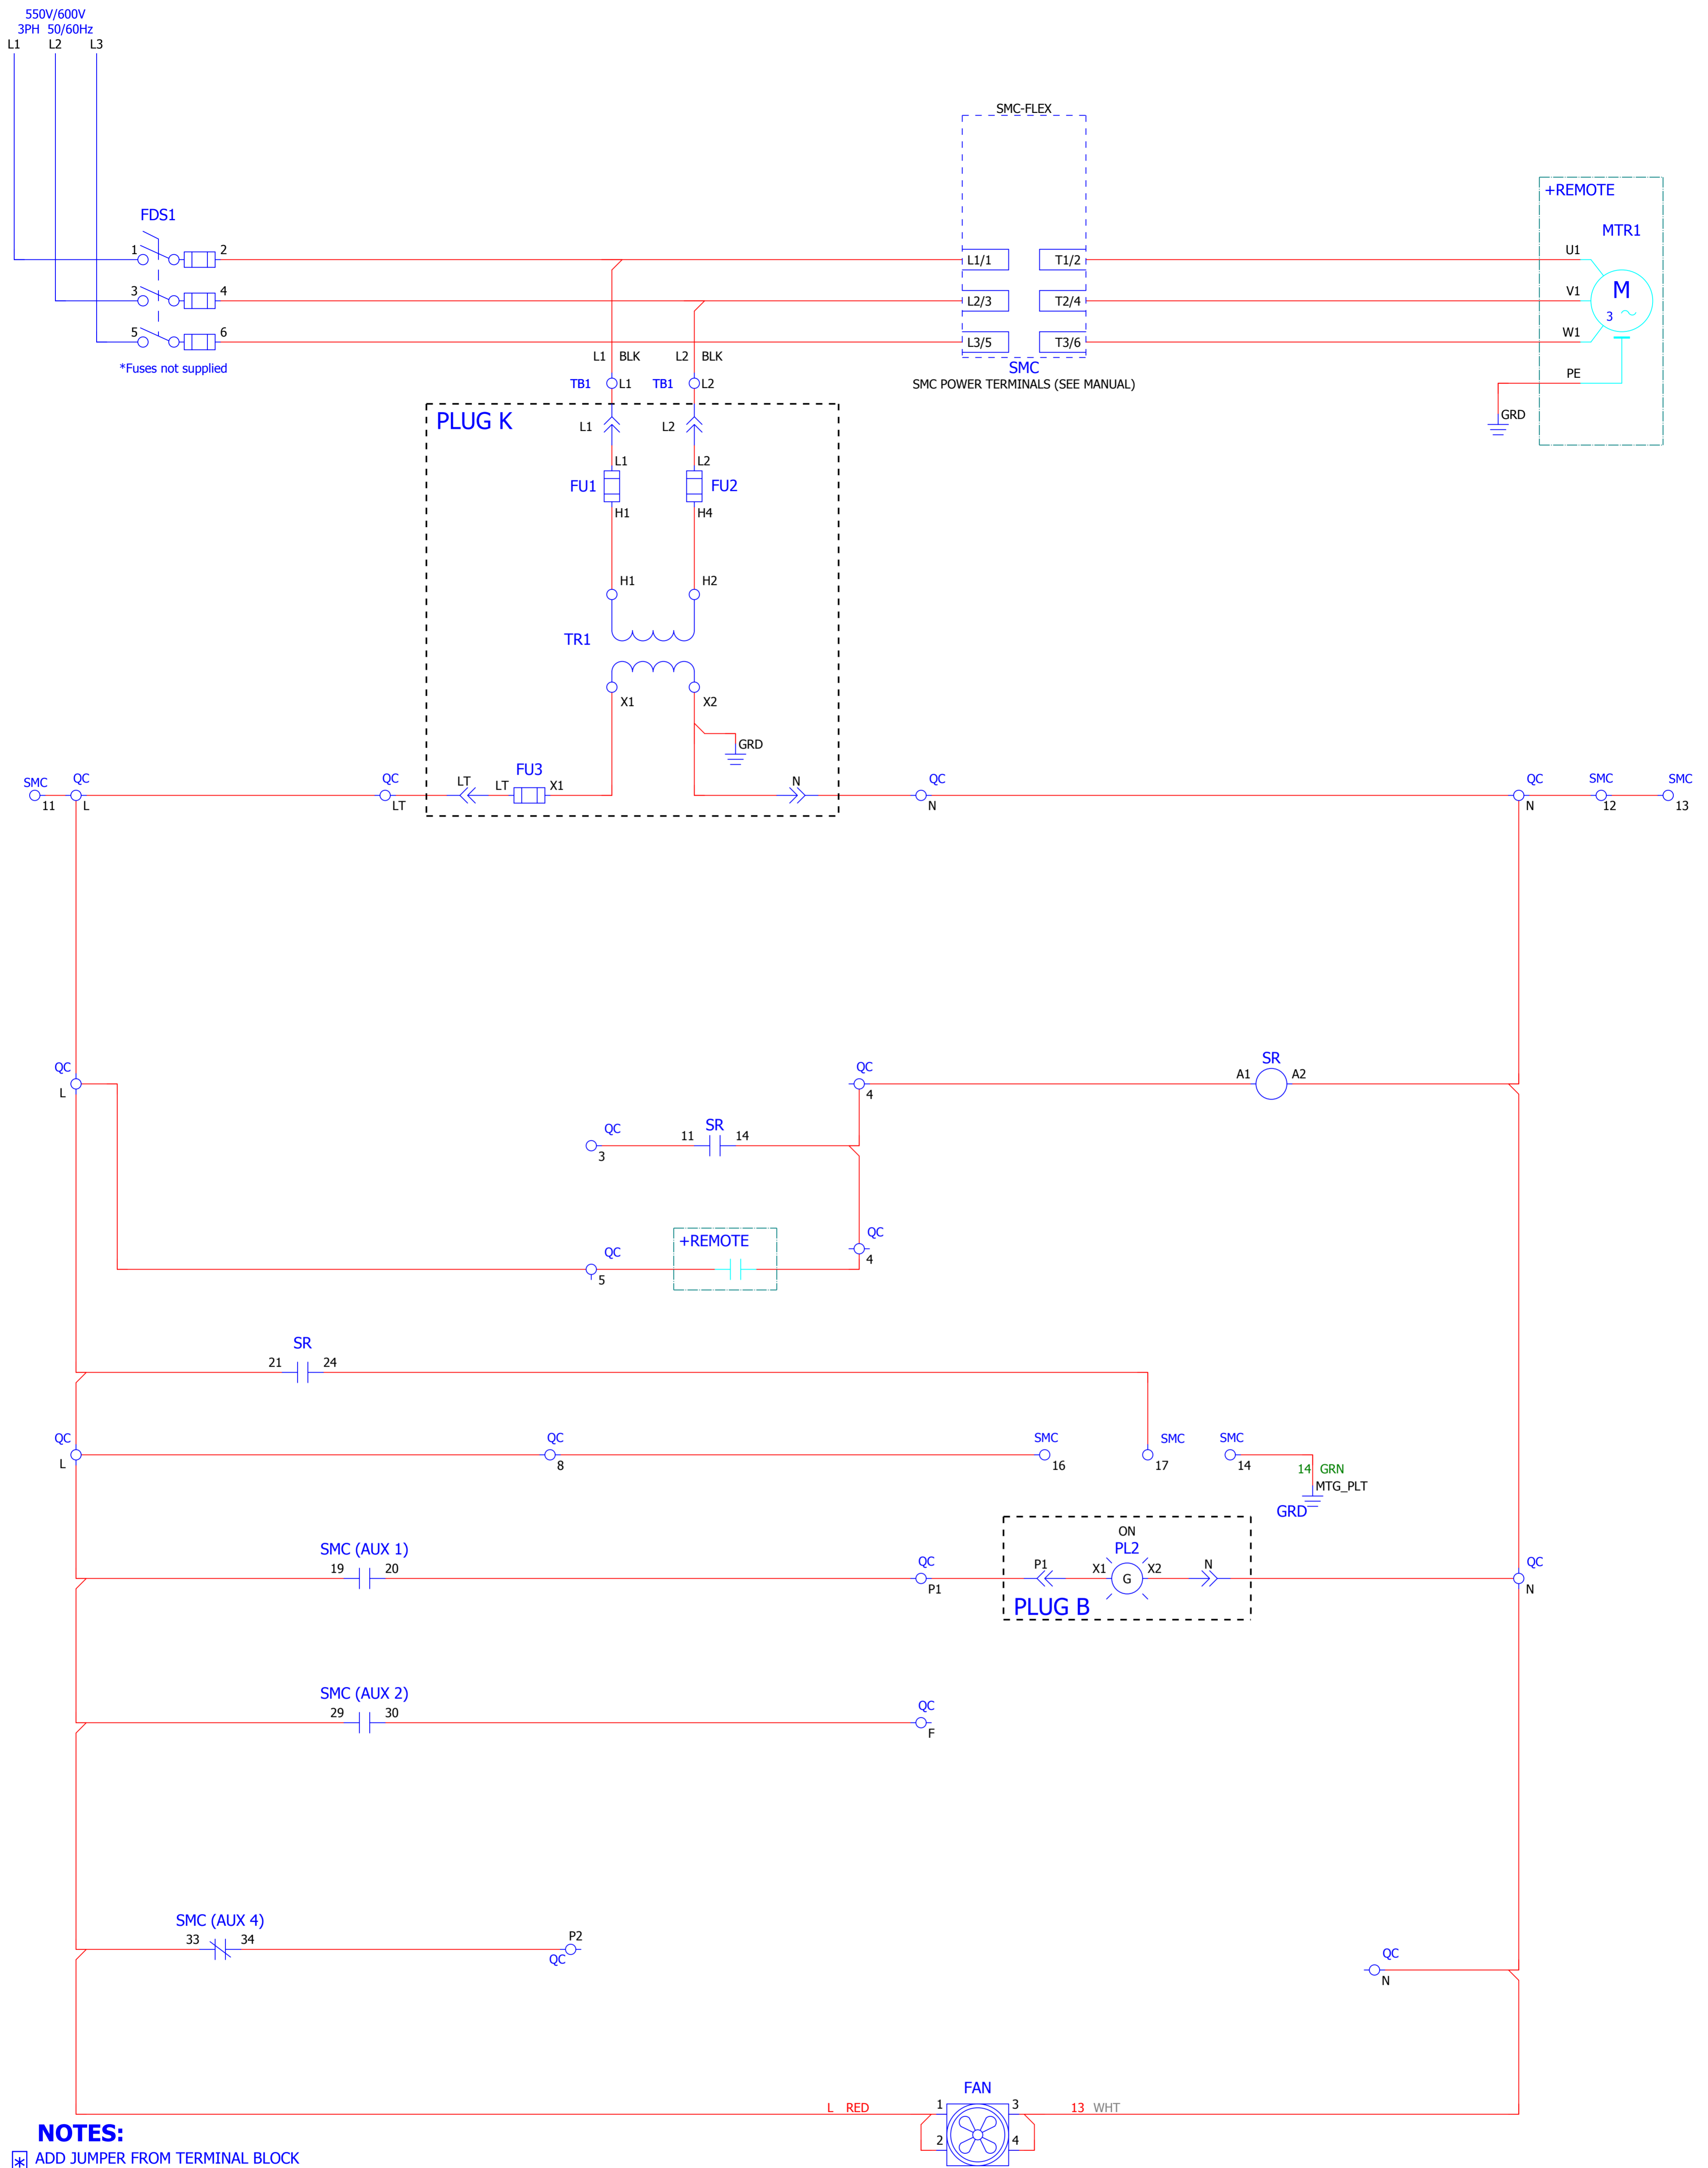 550V/600V
3PH 50/60Hz
L1 L2 L3
SMC-FLEX
+REMOTE
FDS1
MTR1
1 2
L1/1 T1/2
U1
3 4
L2/3 T2/4
V1
M
3
5 6
L3/5 T3/6
W1
*Fuses not supplied
L1 BLK L2 BLK
SMC
SMC POWER TERMINALS (SEE MANUAL)
PE
TB1 L1 TB1 L2
GRD
PLUG K
L1 L2
L1 L2
FU1 FU2
H1 H4
H1 H2
TR1
X1 X2
GRD
SMC QC QC LT LT FU3 X1 N QC QC SMC SMC
11 L LT N N 12 13
QC QC SR
L 4 A1 A2
QC SR
3 11 14
QC +REMOTE QC
5 4
SR
21 24
QC QC SMC SMC SMC
L 8 16 17 14
14 GRN
MTG_PLT
GRD
ON
SMC (AUX 1) PL2
19 20 QC P1 X1 G X2 N QC
P1 N
PLUG B
SMC (AUX 2)
29 30 QC
F
SMC (AUX 4)
33 34 P2
QC
QC
N
FAN
L RED 1 3 13 WHT
2 4
NOTES:
* ADD JUMPER FROM TERMINAL BLOCK